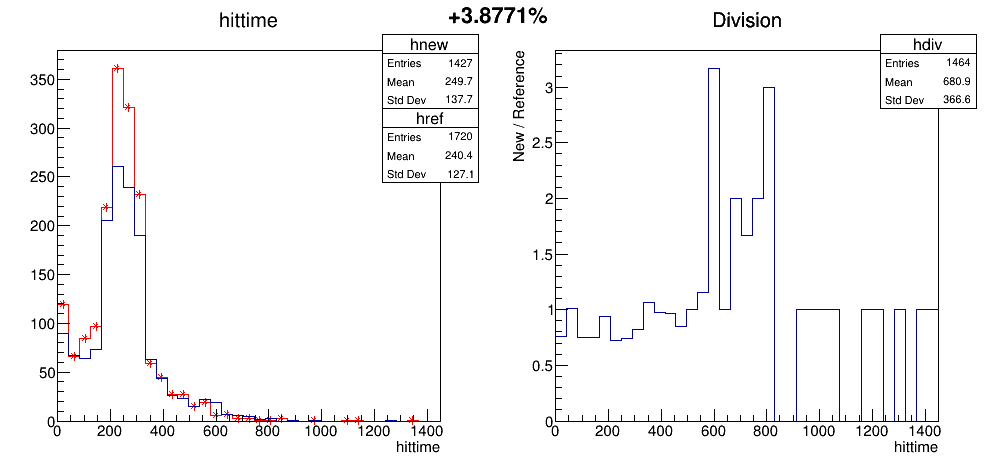 +3.8771%
hittime
hnew
Entries 1427
Mean 249.7
Std Dev 137.7
href
Entries 1720
Mean 240.4
Std Dev 127.1
350
300
250
200
150
100
50
0
0 200 400 600 800 1000 1200 1400
hittime
Division
hdiv
Entries 1464
Mean 680.9
Std Dev 366.6
New / Reference
3
2.5
2
1.5
1
0.5
0
0 200 400 600 800 1000 1200 1400
hittime